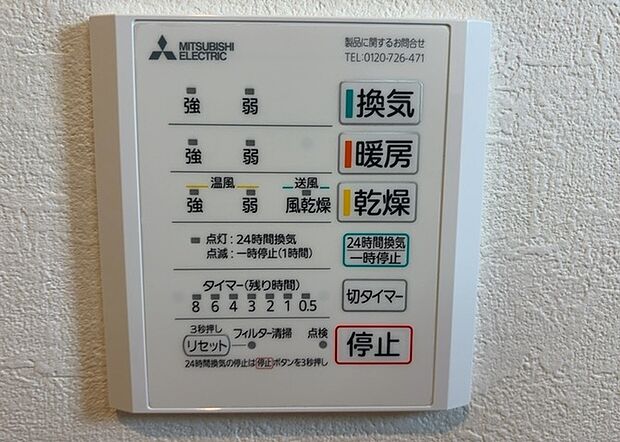 MITSUBISHI
ELECTRIC
製品に関するお問合せ
TEL:0120-726-471
強 弱 換気
強 弱 暖房
温風 送風
強 弱 風乾燥 乾燥
点灯:24時間換気
点滅:一時停止(1時間)
24時間換気
一時停止
タイマー(残り時間)
8 6 4 3 2 1 0.5
切タイマー
3秒押し
リセット フィルター清掃 点検
停止
24時間換気の停止は停止ボタンを3秒押し